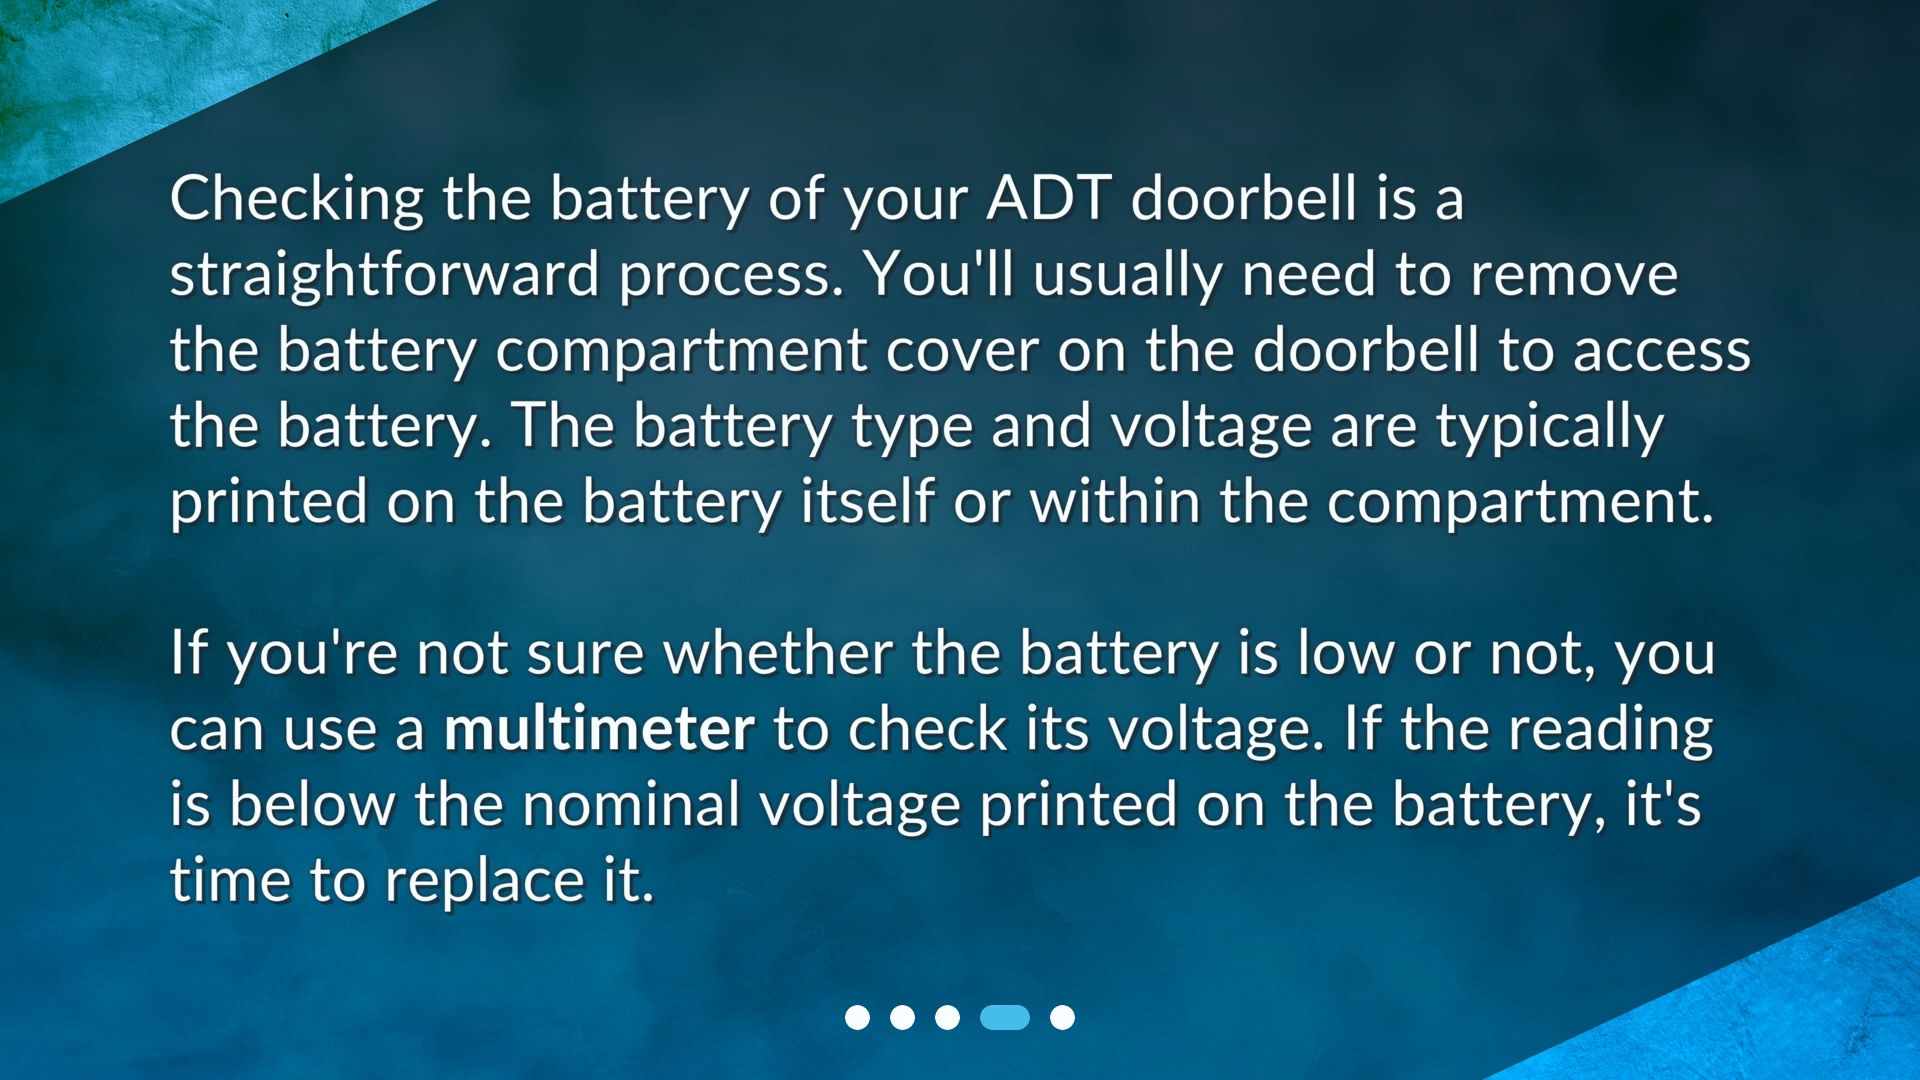 Checking the battery of your ADT doorbell is a
straightforward process. You'll usually need to remove
the battery compartment cover on the doorbell to access
the battery. The battery type and voltage are typically
printed on the battery itself or within the compartment.
If you're not sure whether the battery is low or not, you
can use a multimeter to check its voltage. If the reading
is below the nominal voltage printed on the battery, it's
time to replace it.